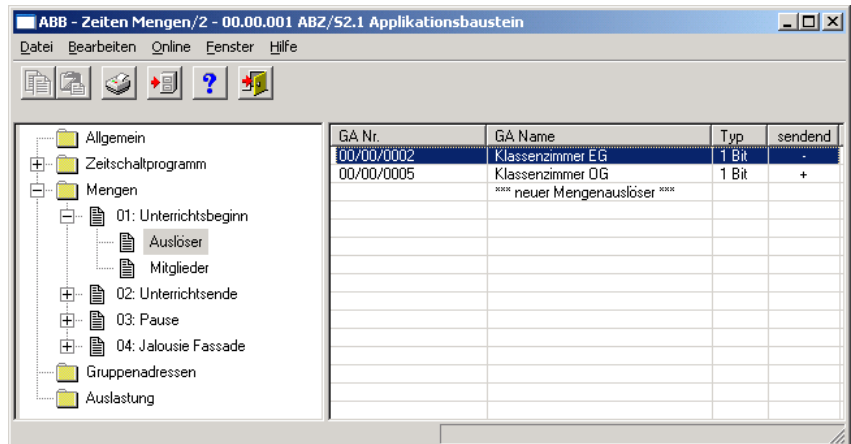 ABB - Zeiten Mengen/2 - 00.00.001 ABZ/S2.1 Applikationsbaustein
Datei Bearbeiten Online Fenster Hilfe
Allgemein
Zeitschaltprogramm
Mengen
01: Unterrichtsbeginn
Auslöser
Mitglieder
02: Unterrichtsende
03: Pause
04: Jalousie Fassade
Gruppenadressen
Auslastung
GA Nr. GA Name Typ sendend
00/00/0002 Klassenzimmer EG 1 Bit -
00/00/0005 Klassenzimmer OG 1 Bit +
*** neuer Mengenauslöser ***